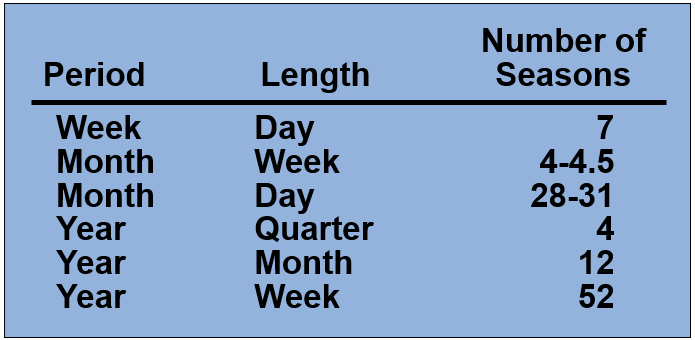 Number of
Period Length Seasons
Week Day 7
Month Week 4-4.5
Month Day 28-31
Year Quarter 4
Year Month 12
Year Week 52